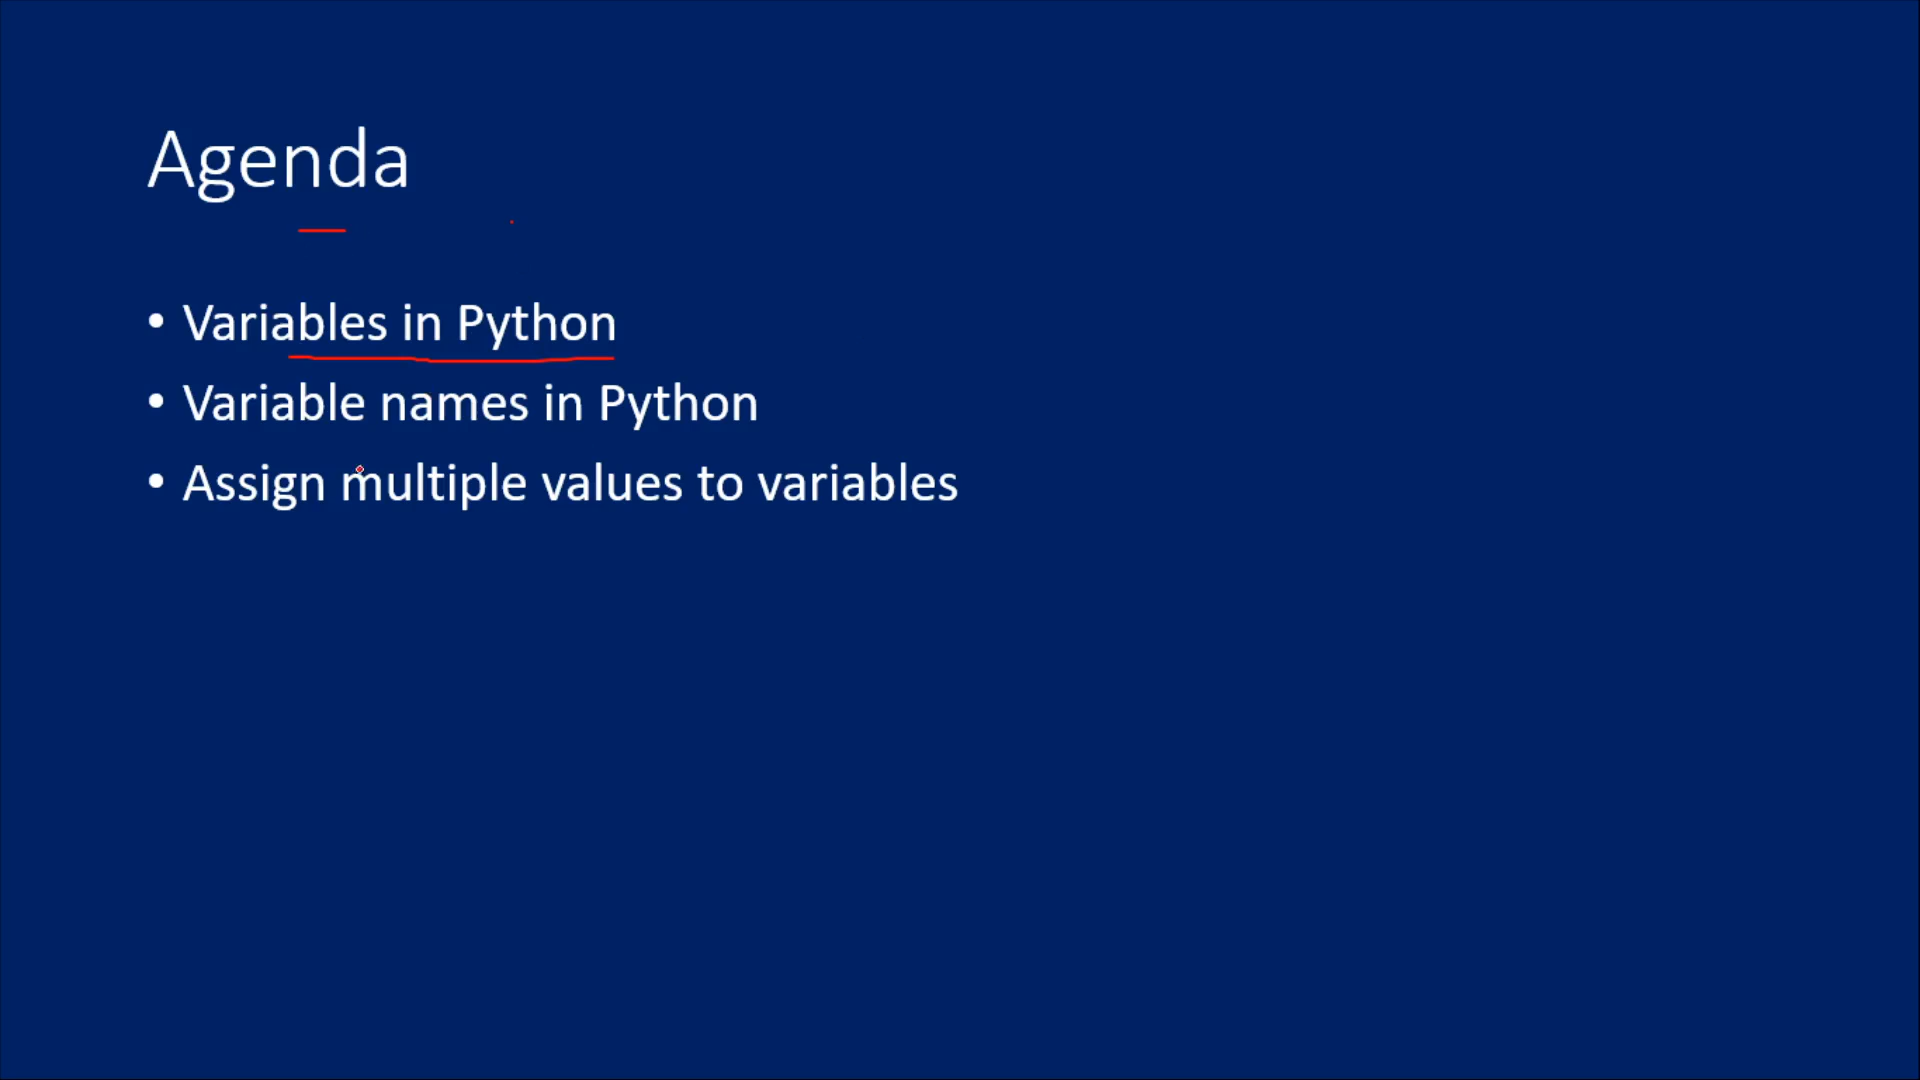 Agenda
• Variables in Python
• Variable names in Python
• Assign multiple values to variables